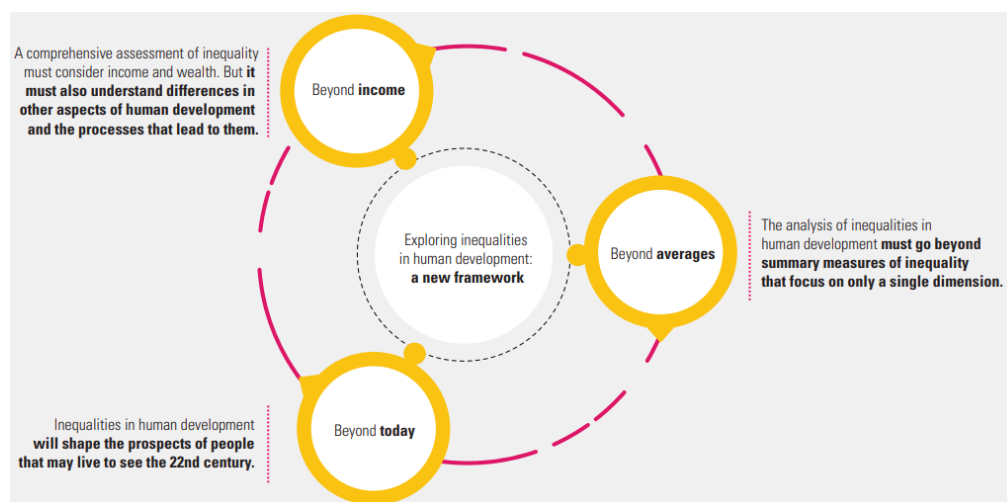 A comprehensive assessment of inequality
must consider income and wealth. But it
must also understand differences in
other aspects of human development
and the processes that lead to them.
Beyond income
Exploring inequalities
in human development:
a new framework
Beyond averages
The analysis of inequalities in
human development must go beyond
summary measures of inequality
that focus on only a single dimension.
Inequalities in human development
will shape the prospects of people
that may live to see the 22nd century.
Beyond today